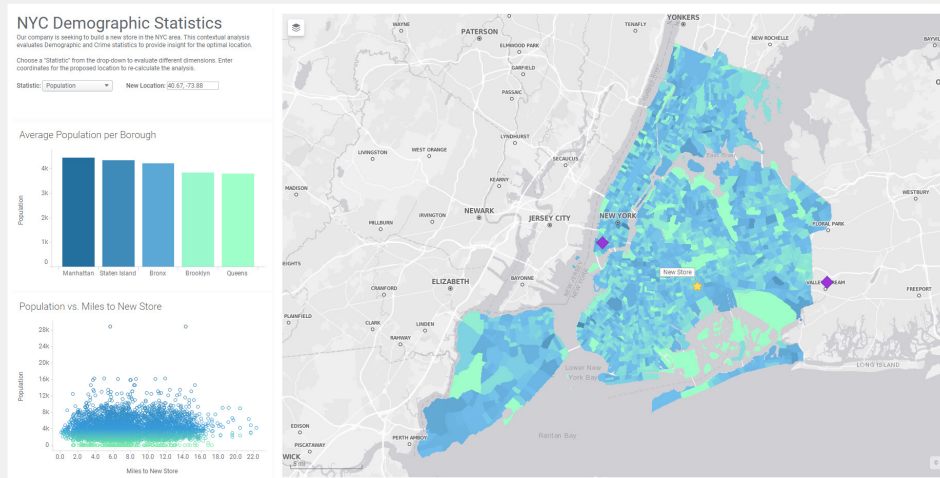 NYC Demographic Statistics
Our company is seeking to build a new store in the NYC area. This contextual analysis
evaluates Demographic and Crime statistics to provide insight for the optimal location.
Choose a "Statistic" from the drop-down to evaluate different dimensions. Enter
coordinates for the proposed location to re-calculate the analysis.
Statistic: Population New Location: 40.67, -73.88
Average Population per Borough
4k
3k
2k
1k
0
Population
Manhattan Staten Island Bronx Brooklyn Queens
Population vs. Miles to New Store
28k
24k
20k
16k
12k
8k
4k
0
Population
0.0 2.0 4.0 6.0 8.0 10.0 12.0 14.0 16.0 18.0 20.0 22.0
Miles to New Store
WAYNE
PATERSON
TENAFLY
YONKERS
NEW ROCHELLE
ELMWOOD PARK
GARFIELD
PASSAIC
LYNDHURST
LIVINGSTON
WEST ORANGE
SECAUCUS
KEARNY
MADISON
WESTBURY
NEWARK
IRVINGTON
MILLBURN
JERSEY CITY
NEW YORK
FLORAL PARK
EIGHTS
New Store
ELIZABETH
BAYONNE
CRANFORD
FREEPORT
PLAINFIELD
CLARK
LINDEN
RAHWAY
LONG ISLAND
Lower New
York Bay
EDISON
PISCATAWAY
PERTH AMBOY
Raritan Bay
WICK
8 mi